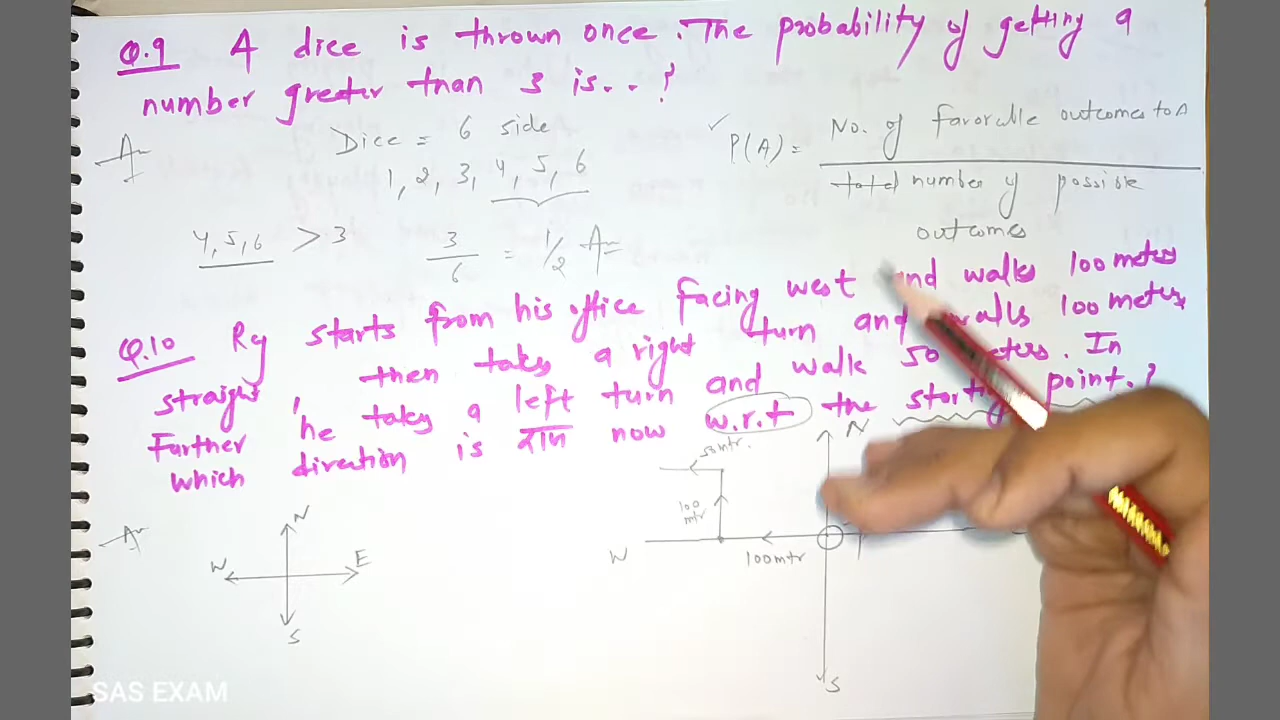 Q.9 A dice is thrown once. The probability of getting a
number greater than 3 is . . ?
Ans
Dice = 6 side
1, 2, 3, 4, 5, 6
P(A) = No. of favorable outcomes to A
total number of possible
outcomes
4, 5, 6 > 3
3/6 = 1/2 Ans
Q.10 Raj starts from his office facing west and walks 100 meters
straight, then takes a right turn and walks 100 meters,
Further he takes a left turn and walk 50 meters. In
which direction is राज now w.r.t the starting point.?
Ans
N
W
E
S
N
50 mtr.
100
mtr
W
100 mtr
S
SAS EXAM